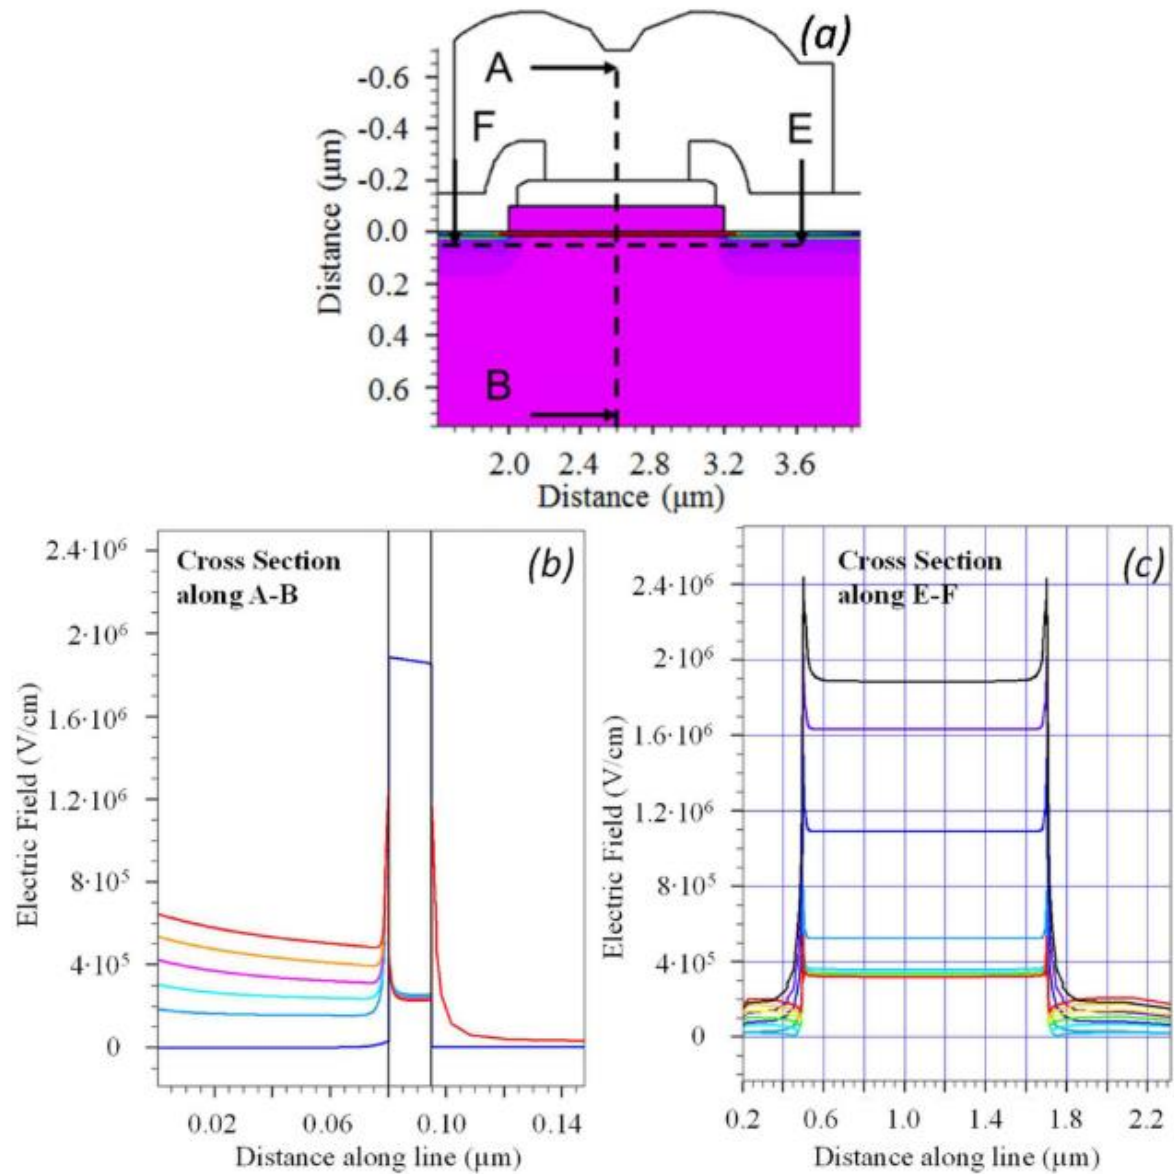 (a)
A
F
E
B
-0.6
-0.4
-0.2
0.0
0.2
0.4
0.6
Distance (μm)
2.0 2.4 2.8 3.2 3.6
Distance (μm)
(b)
Cross Section
along A-B
2.4·10⁶
2·10⁶
1.6·10⁶
1.2·10⁶
8·10⁵
4·10⁵
0
Electric Field (V/cm)
0.02 0.06 0.10 0.14
Distance along line (μm)
(c)
Cross Section
along E-F
2.4·10⁶
2·10⁶
1.6·10⁶
1.2·10⁶
8·10⁵
4·10⁵
0
Electric Field (V/cm)
0.2 0.6 1.0 1.4 1.8 2.2
Distance along line (μm)